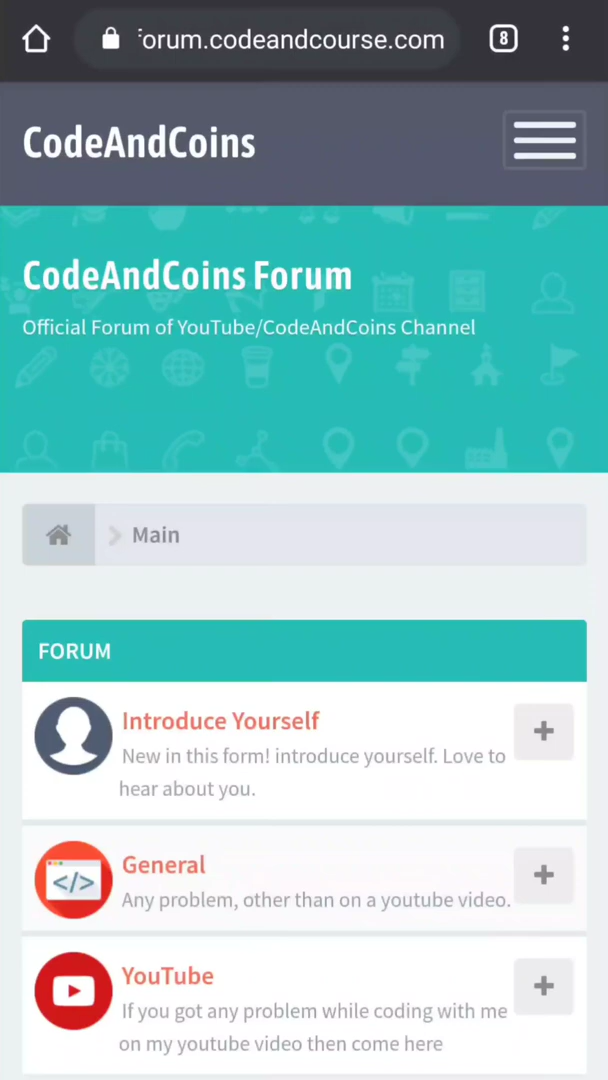 forum.codeandcourse.com
8
CodeAndCoins
CodeAndCoins Forum
Official Forum of YouTube/CodeAndCoins Channel
Main
FORUM
Introduce Yourself
New in this form! introduce yourself. Love to
hear about you.
General
</>
Any problem, other than on a youtube video.
YouTube
If you got any problem while coding with me
on my youtube video then come here